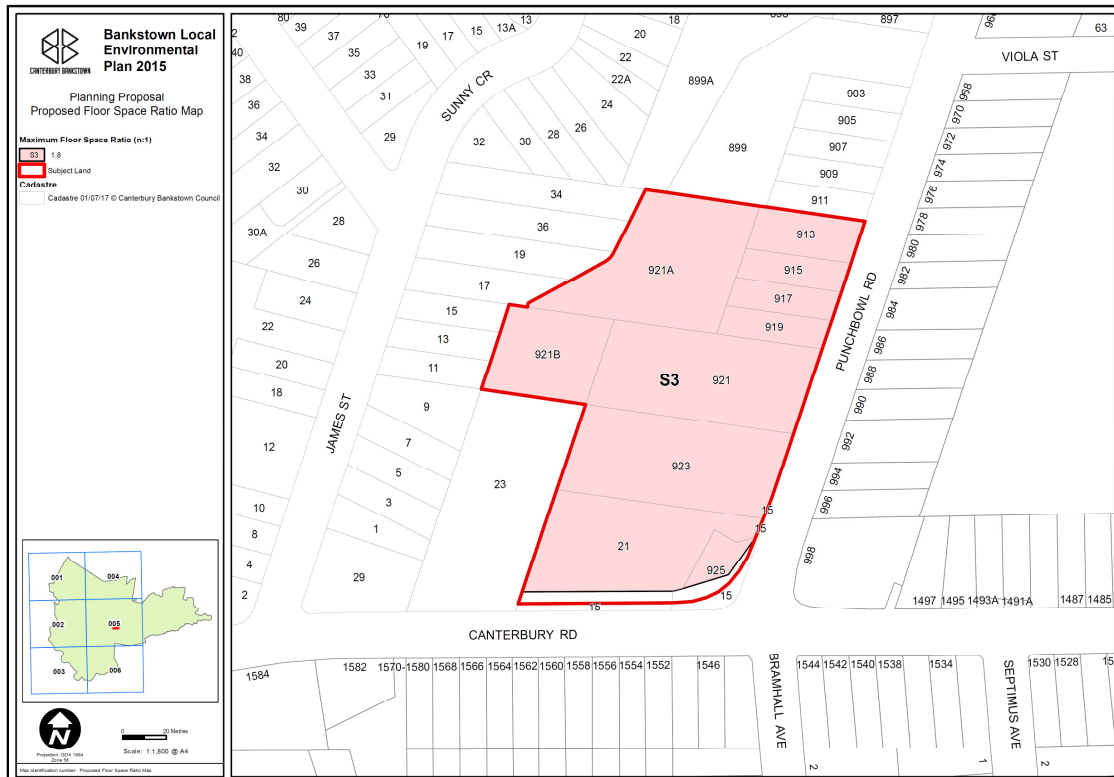 CANTERBURY BANKSTOWN
Bankstown Local
Environmental
Plan 2015
Planning Proposal
Proposed Floor Space Ratio Map
Maximum Floor Space Ratio (n:1)
S3 1.8
Subject Land
Cadastre
Cadastre 01/07/17 © Canterbury Bankstown Council
001 004
002 005
003 006
N
0 20 Metres
Projection: GDA 1994
Zone 56
Scale: 1:1,800 @ A4
Map identification number: Proposed Floor Space Ratio Map
80 39 37 19 17 15 13A 13 18 897 63
VIOLA ST
40 35 20
38 33 22 899A
36 31 22A
SUNNY CR
24
34 29 26
32 30 28
32
30
34
36
19
17
15
13
11
9
7
5
3
1
29
23
30A
28
26
24
22
20
18
12
10
8
4
2
JAMES ST
899
903
905
907
909
911
913
915
917
919
921A
921B
S3 921
923
21
925
15
15
15
16
PUNCHBOWL RD
968
970
972
974
976
978
980
982
984
986
988
990
992
994
996
998
1497 1495 1493A 1491A 1487 1485
CANTERBURY RD
1584
1582 1570- 1580 1568 1566 1564 1562 1560 1558 1556 1554 1552 1546
BRAMHALL AVE
1544 1542 1540 1538 1534
SEPTIMUS AVE
1530 1528
2 1 2